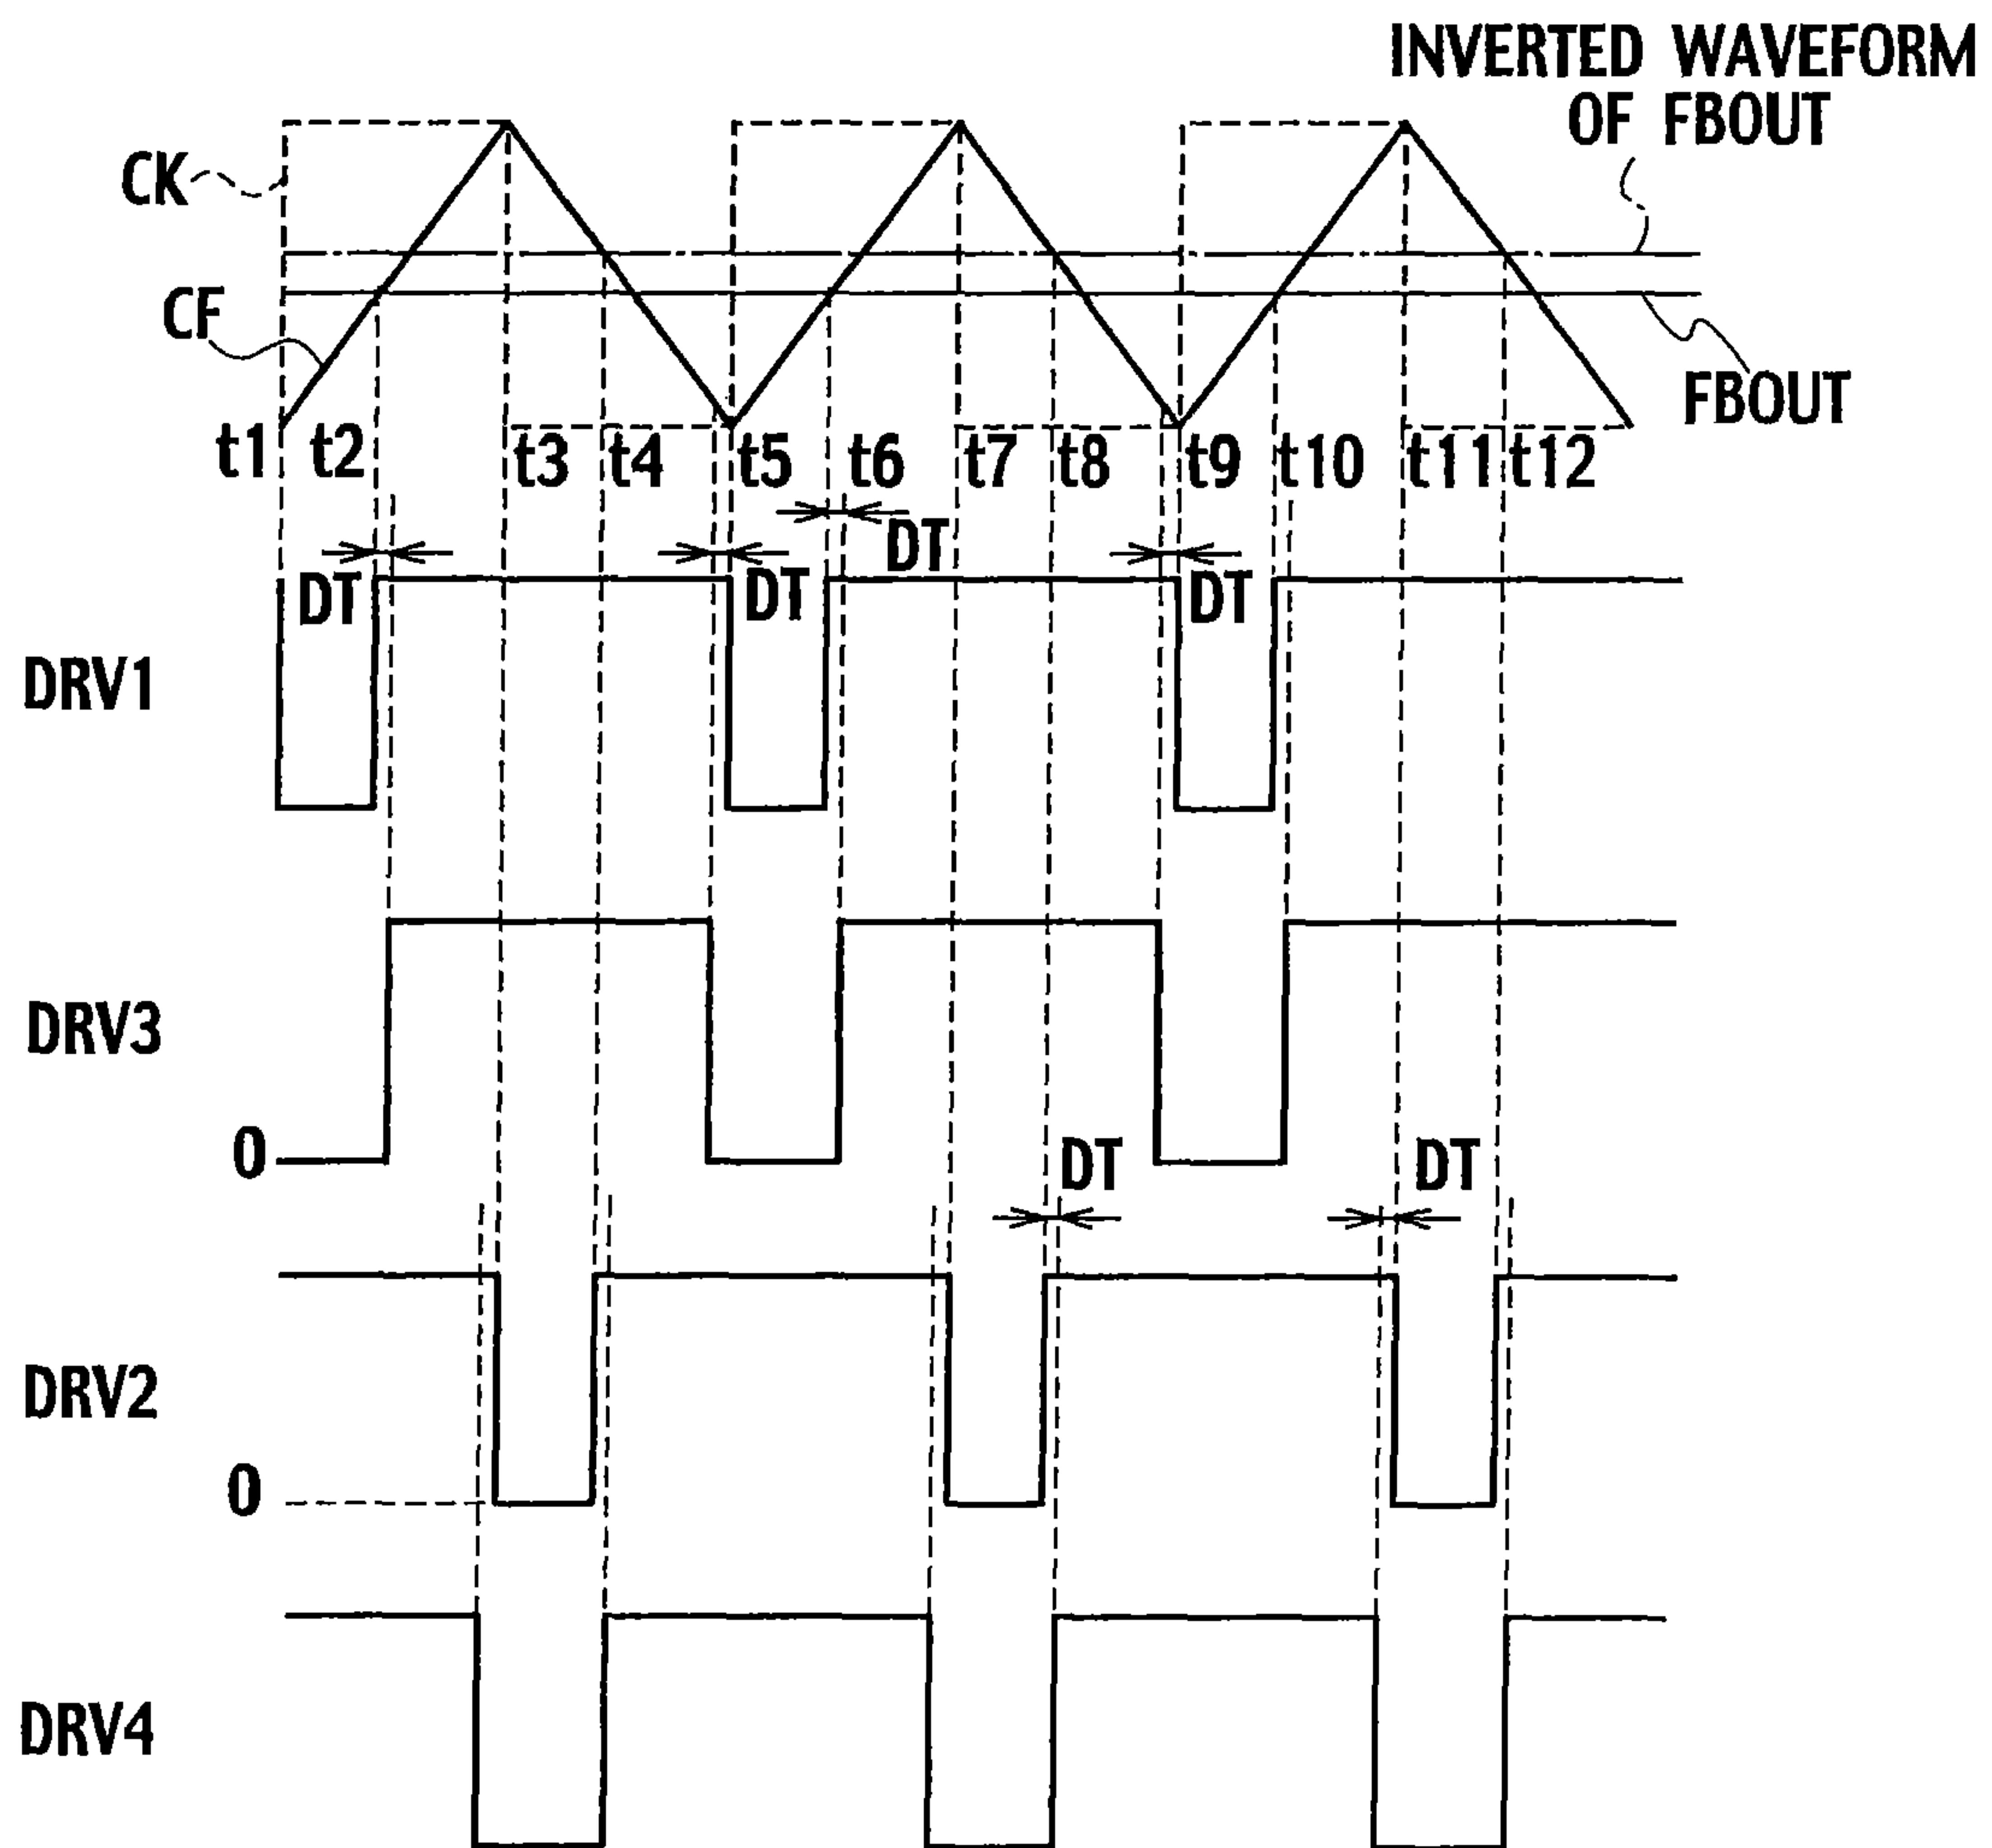 INVERTED WAVEFORM
OF FBOUT
CK
CF
FBOUT
t1 t2 t3 t4 t5 t6 t7 t8 t9 t10 t11 t12
DT DT DT DT
DRV1
DRV3
0
DT DT
DRV2
0
DRV4